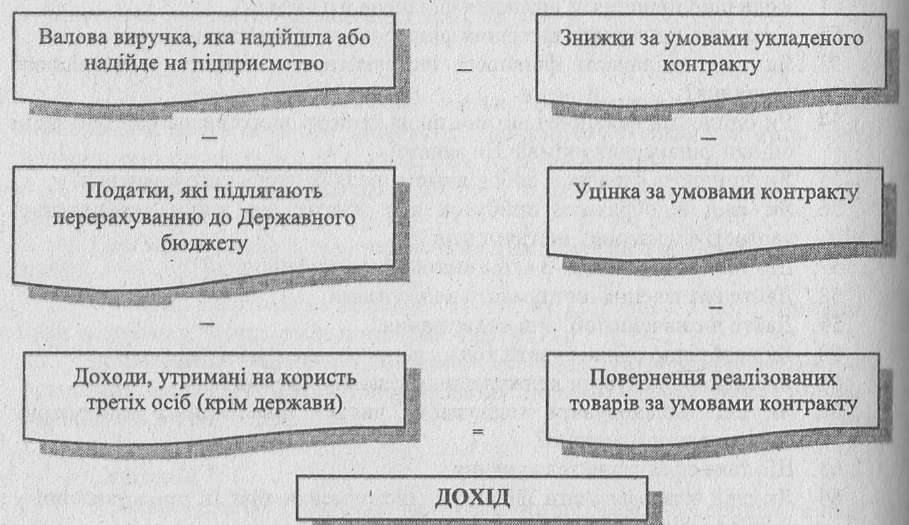 Валова виручка, яка надійшла або
надійде на підприємство
–
Знижки за умовами укладеного
контракту
–
–
Податки, які підлягають
перерахуванню до Державного
бюджету
Уцінка за умовами контракту
–
–
Доходи, утримані на користь
третіх осіб (крім держави)
=
Повернення реалізованих
товарів за умовами контракту
ДОХІД